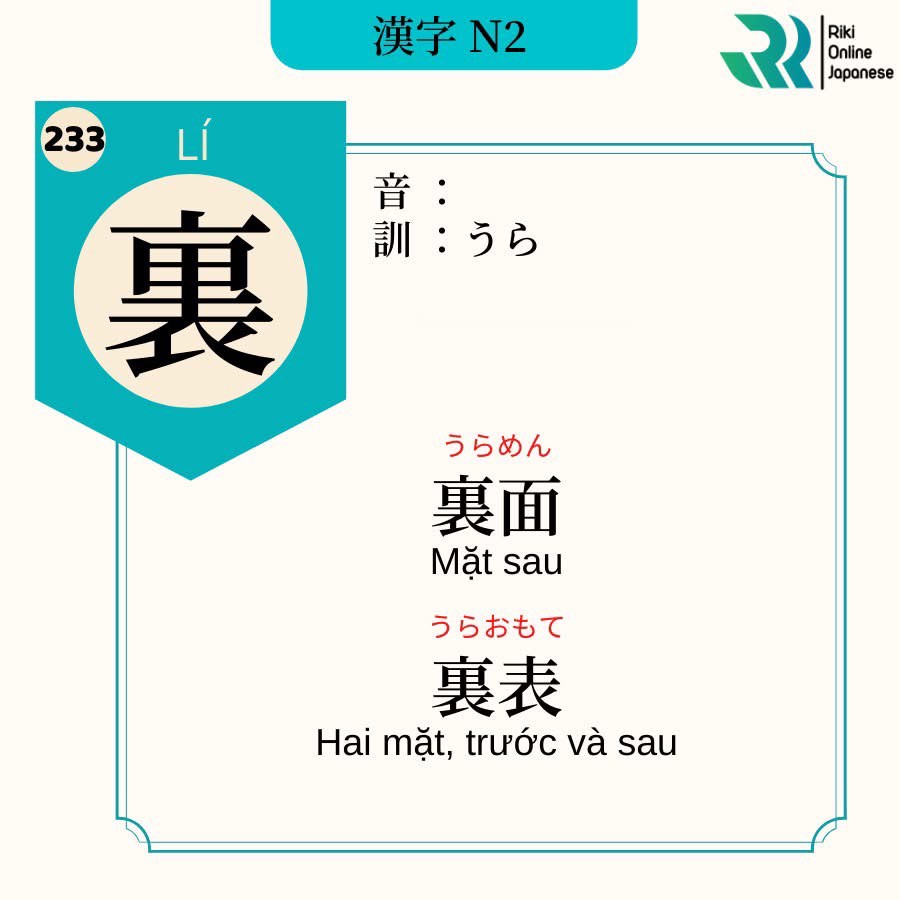 漢字 N2
Riki
Online
Japanese
233
LÍ
裏
音 :
訓 : うら
うらめん
裏面
Mặt sau
うらおもて
裏表
Hai mặt, trước và sau